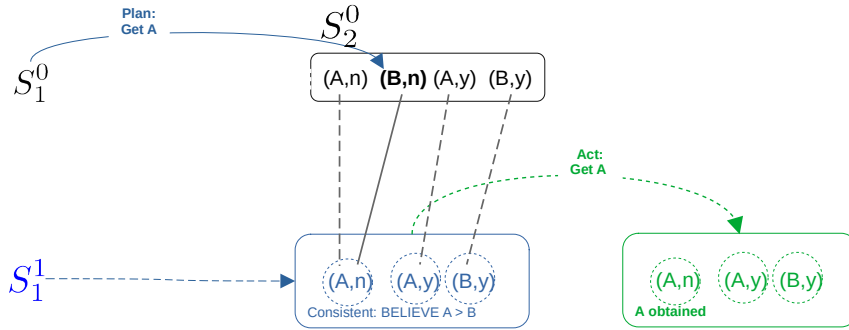 Plan:
Get A
S_2^0
S_1^0
(A,n) (B,n) (A,y) (B,y)
Act:
Get A
S_1^1
(A,n) (A,y) (B,y)
Consistent: BELIEVE A > B
(A,n) (A,y) (B,y)
A obtained